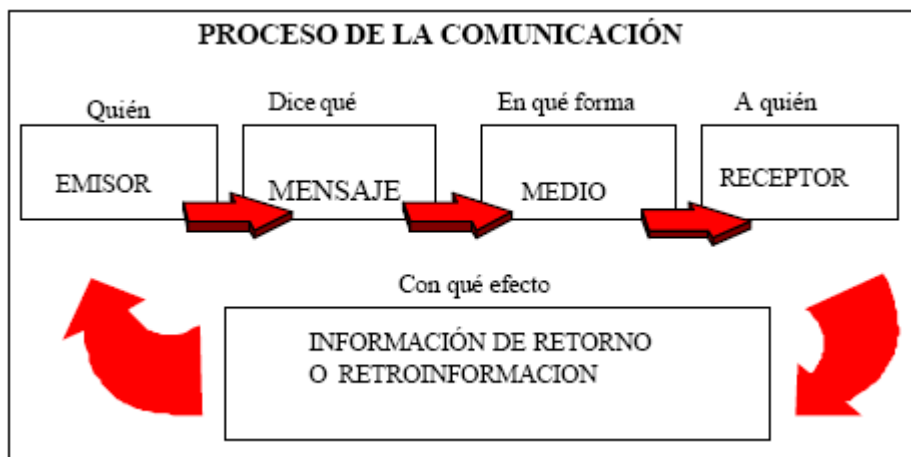 PROCESO DE LA COMUNICACIÓN
Quién
Dice qué
En qué forma
A quién
EMISOR
MENSAJE
MEDIO
RECEPTOR
Con qué efecto
INFORMACIÓN DE RETORNO
O RETROINFORMACION